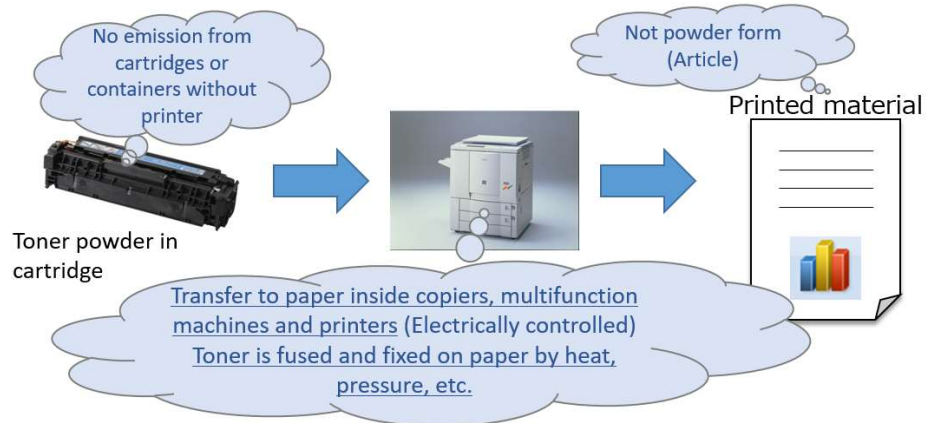 No emission from
cartridges or
containers without
printer
Not powder form
(Article)
Printed material
Toner powder in
cartridge
Transfer to paper inside copiers, multifunction
machines and printers (Electrically controlled)
Toner is fused and fixed on paper by heat,
pressure, etc.